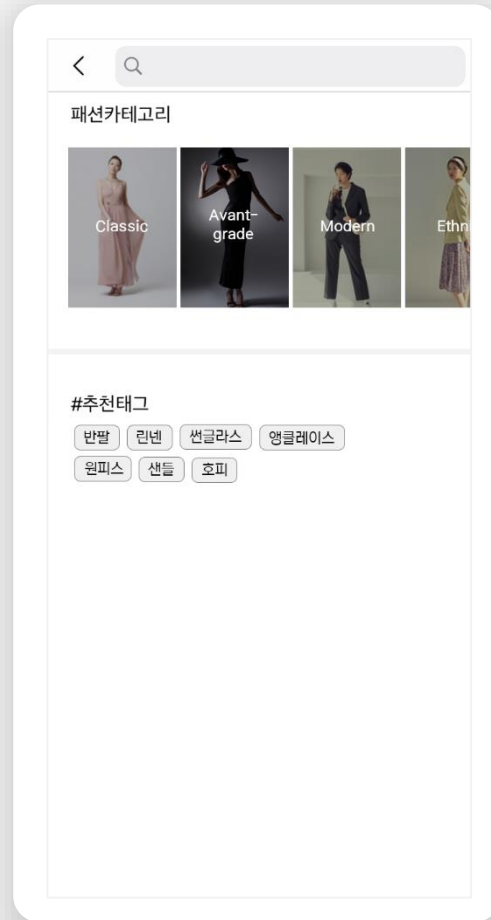 패션카테고리
Classic
Avant-
grade
Modern
Ethn
#추천태그
반팔 린넨 썬글라스 앵클레이스
원피스 샌들 호피